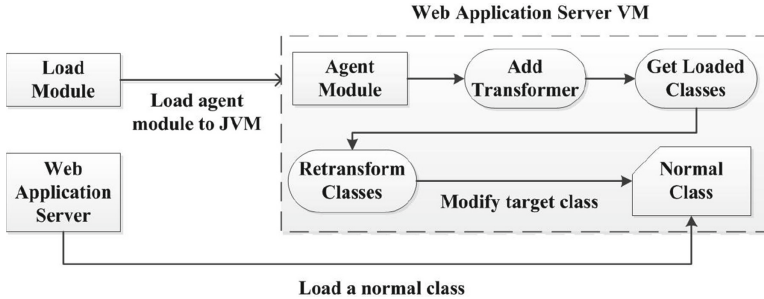 Web Application Server VM
Load
Module
Load agent
module to JVM
Agent
Module
Add
Transformer
Get Loaded
Classes
Web
Application
Server
Retransform
Classes
Modify target class
Normal
Class
Load a normal class